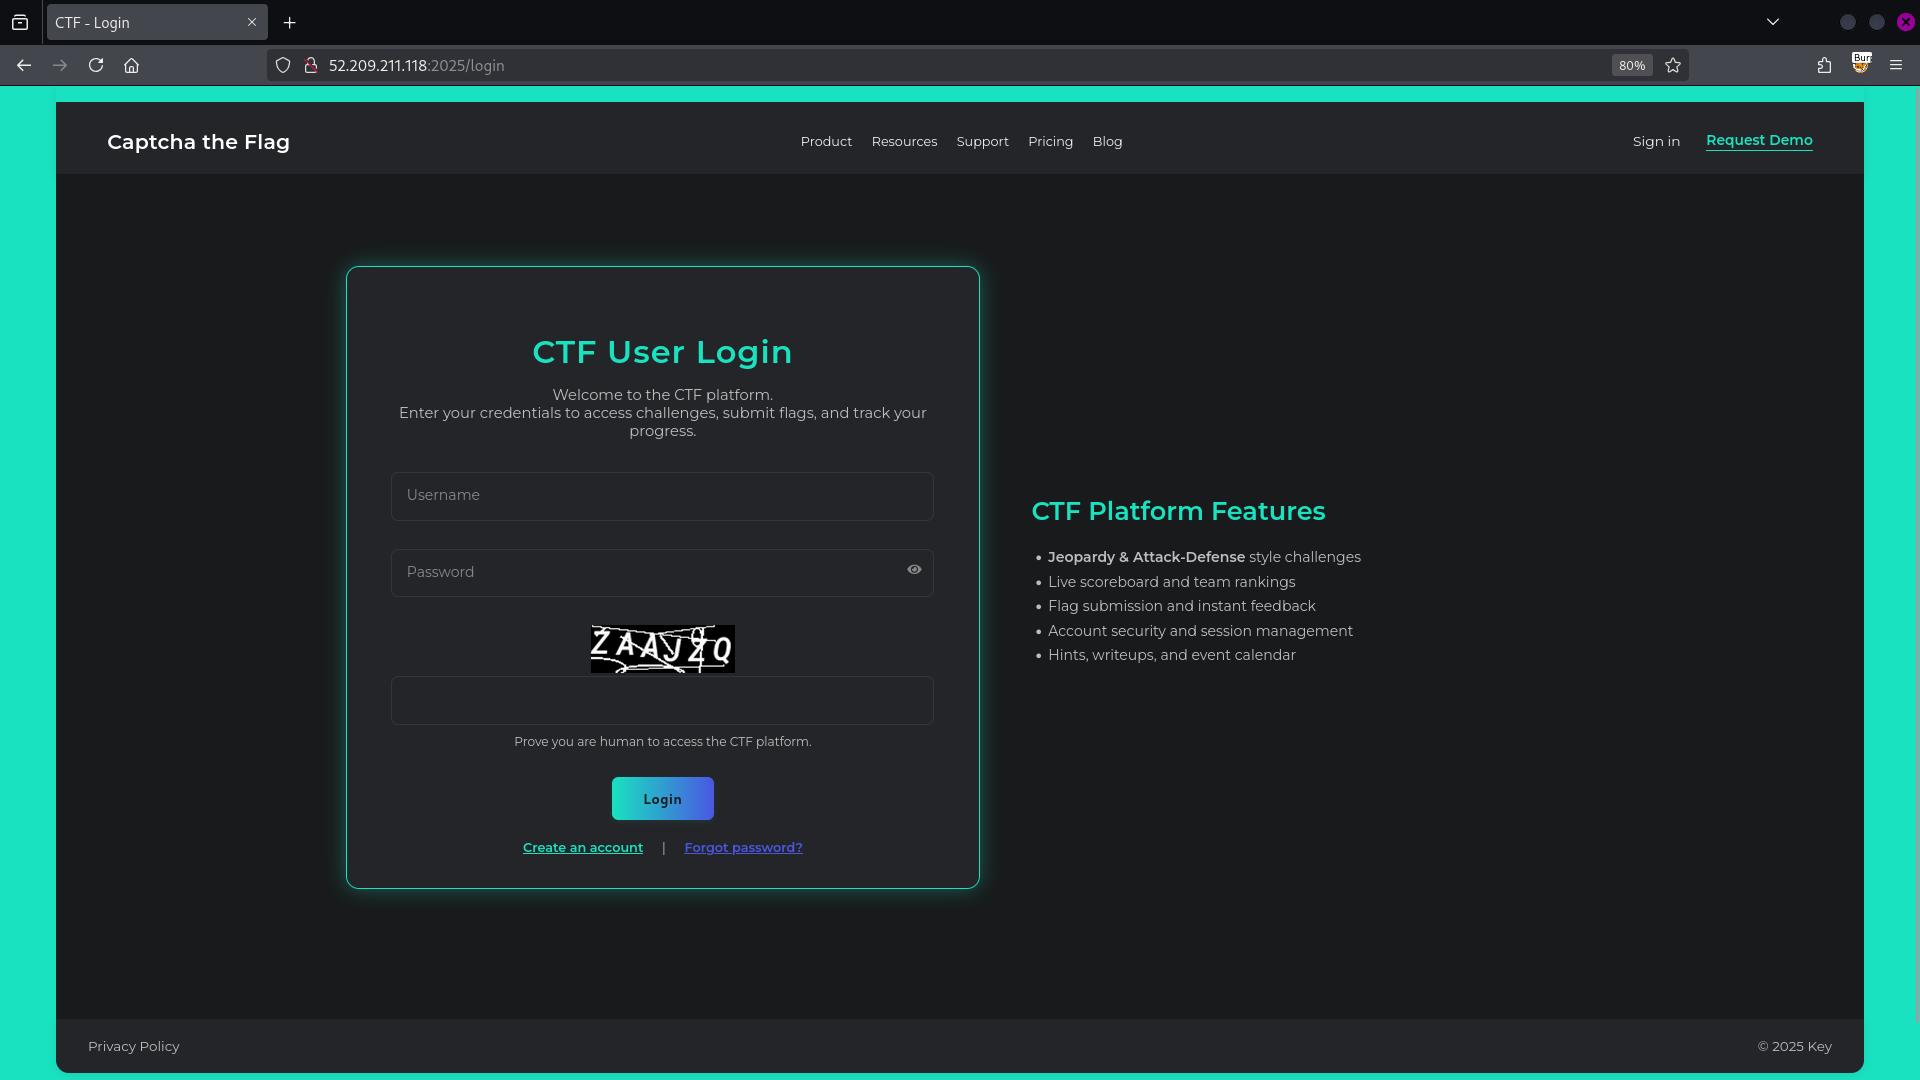 CTF - Login
52.209.211.118:2025/login
80%
Bur
Captcha the Flag
Product
Resources
Support
Pricing
Blog
Sign in
Request Demo
CTF User Login
Welcome to the CTF platform.
Enter your credentials to access challenges, submit flags, and track your
progress.
Username
Password
ZAAJZQ
Prove you are human to access the CTF platform.
Login
Create an account | Forgot password?
CTF Platform Features
• Jeopardy & Attack-Defense style challenges
• Live scoreboard and team rankings
• Flag submission and instant feedback
• Account security and session management
• Hints, writeups, and event calendar
Privacy Policy
© 2025 Key